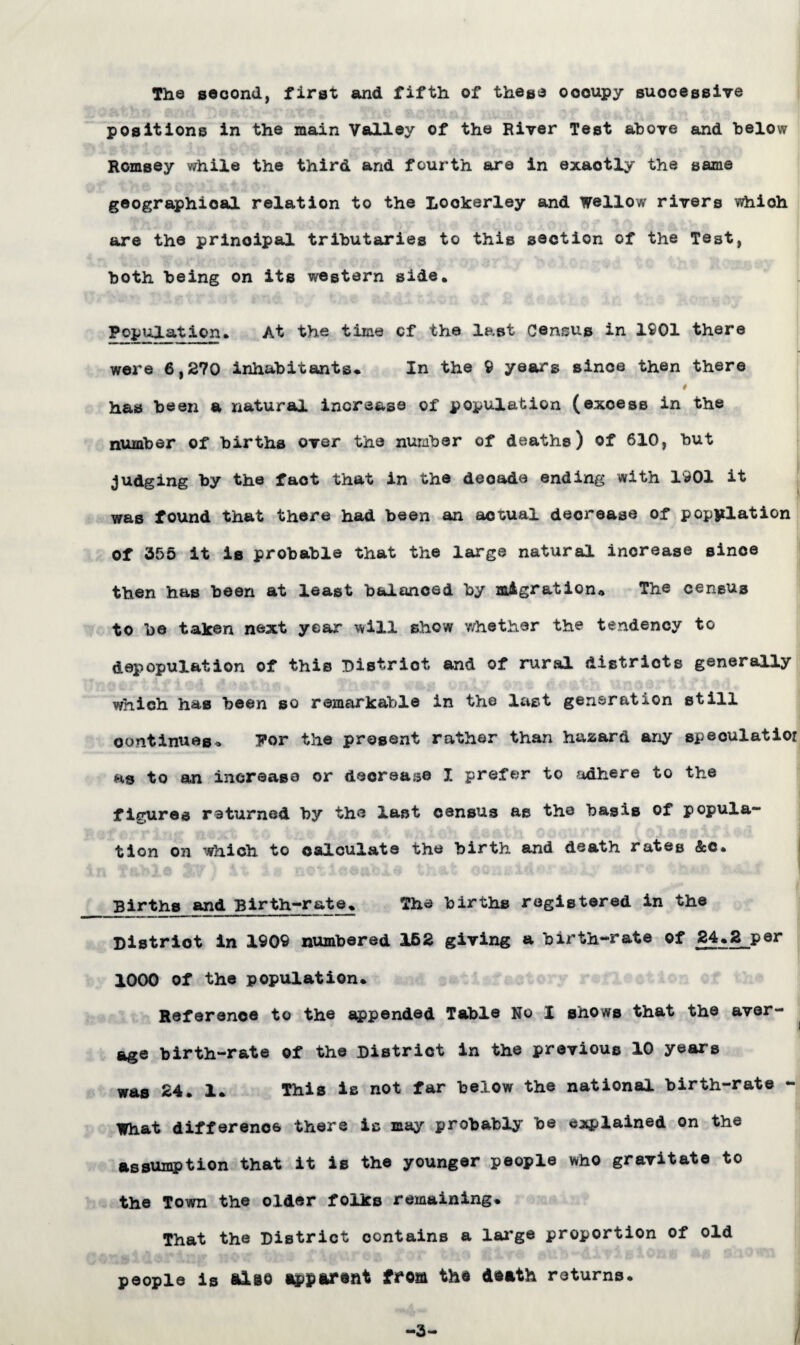 The second, first and fifth of these occupy successive
positions in the main Valley of the River Test above and below
Romsey while the third and fourth are in exactly the same
geographical relation to the Lockerley and Wellow rivers which
are the principal tributaries to this section of the Test,
both being on its western side.
Population. At the time of the last Census in 1901 there
were 6,270 inhabitants. In the 9 years since then there
has been a natural increase of population (excess in the
number of births over the number of deaths) of 610, but
judging by the fact that in the decade ending with 1901 it
was found that there had been an actual decrease of population
of 355 it is probable that the large natural increase since
then has been at least balanced by migration. The census
to be taken next year will show whether the tendency to
depopulation of this District and of rural districts generally
which has been so remarkable in the last generation still
continues. For the present rather than hazard any speculatior
as to an increase or decrease I prefer to adhere to the
figures returned by the last census as the basis of popula-
tion on which to calculate the birth and death rates &c.
Births and Birth-rate. The births registered in the
District in 1909 numbered 152 giving a birth-rate of 24.2 per
1000 of the population.
Reference to the appended Table No I shows that the aver-
age birth-rate of the District in the previous 10 years
was 24. 1. This is not far below the national birth-rate -
What difference there is may probably be explained on the
assumption that it is the younger people who gravitate to
the Town the older folks remaining.
That the District contains a large proportion of old
people is also apparent from the death returns.
-3-